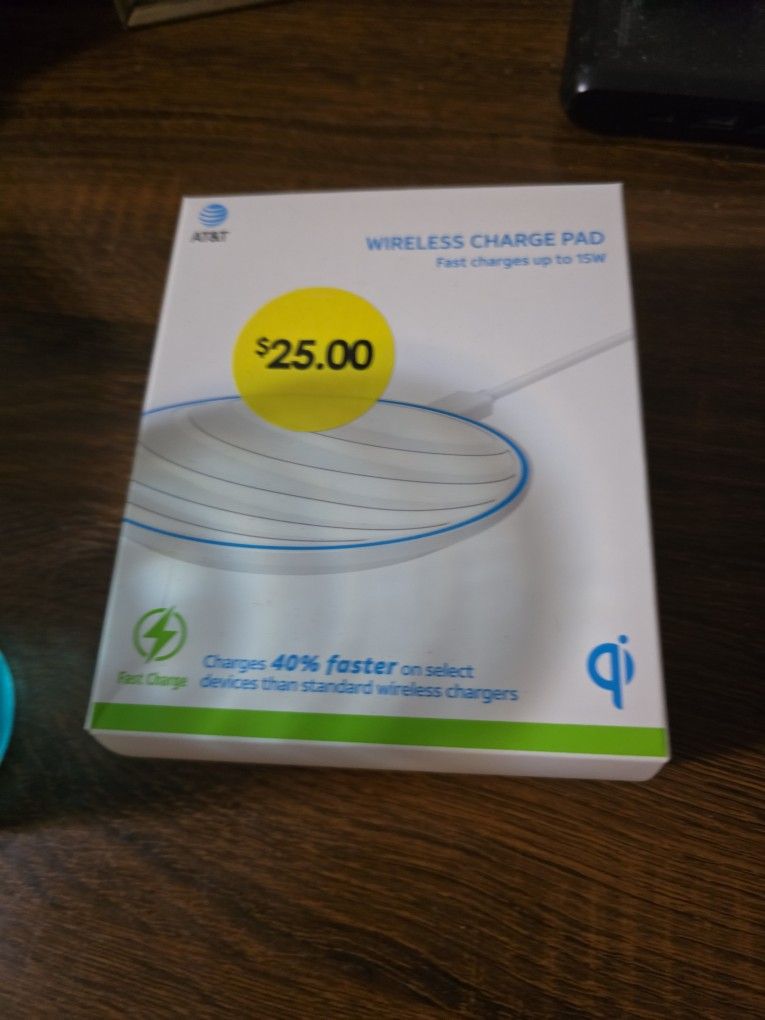 AT&T
WIRELESS CHARGE PAD
Fast charges up to 15W
$25.00
Fast Charge
Charges 40% faster on select
devices than standard wireless chargers
qi